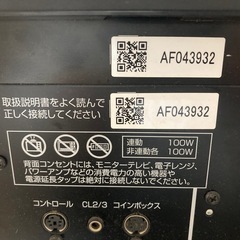 AF043932
AF043932
取扱説明書をよく読んで
正しく接続してください
連動 100W
非連動各 100W
背面コンセントには、モニターテレビ、電子レンジ、
パワーアンプなどの消費電力の高い機器や
電源延長タップは絶対に接続しないでください。
コントロール CL2/3 コインボックス